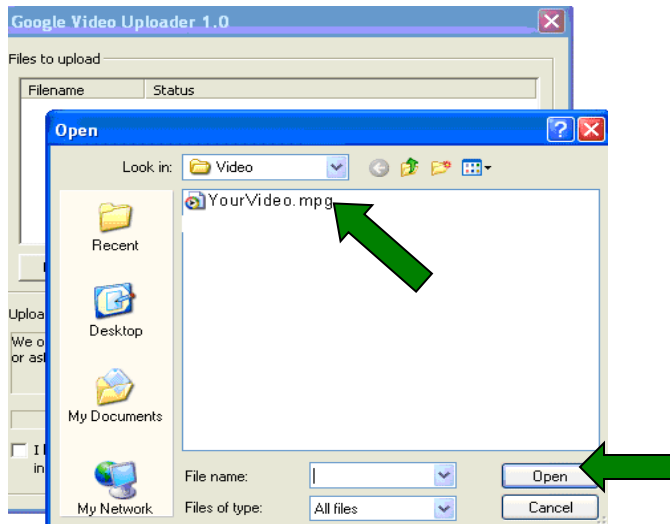 Google Video Uploader 1.0
Files to upload
Filename Status
Open
Look in: Video
YourVideo.mpg
Recent
Desktop
My Documents
My Network
File name:
Open
Files of type: All files
Cancel
Uploa
We o
or as
I
in